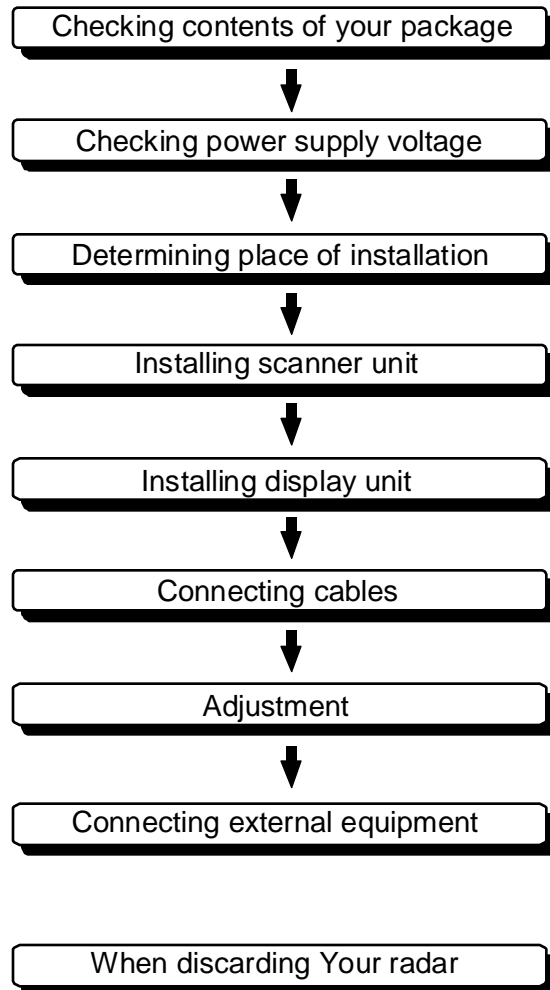 Checking contents of your package
Checking power supply voltage
Determining place of installation
Installing scanner unit
Installing display unit
Connecting cables
Adjustment
Connecting external equipment
When discarding Your radar